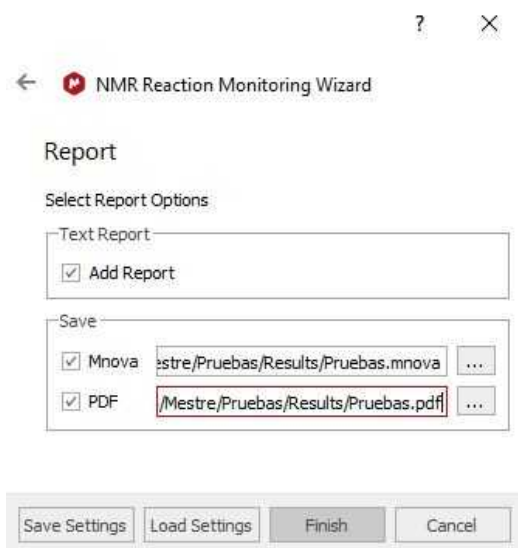 ?
NMR Reaction Monitoring Wizard
Report
Select Report Options
Text Report
Add Report
Save
Mnova estre/Pruebas/Results/Pruebas.mnova ...
PDF /Mestre/Pruebas/Results/Pruebas.pdf ...
Save Settings Load Settings Finish Cancel